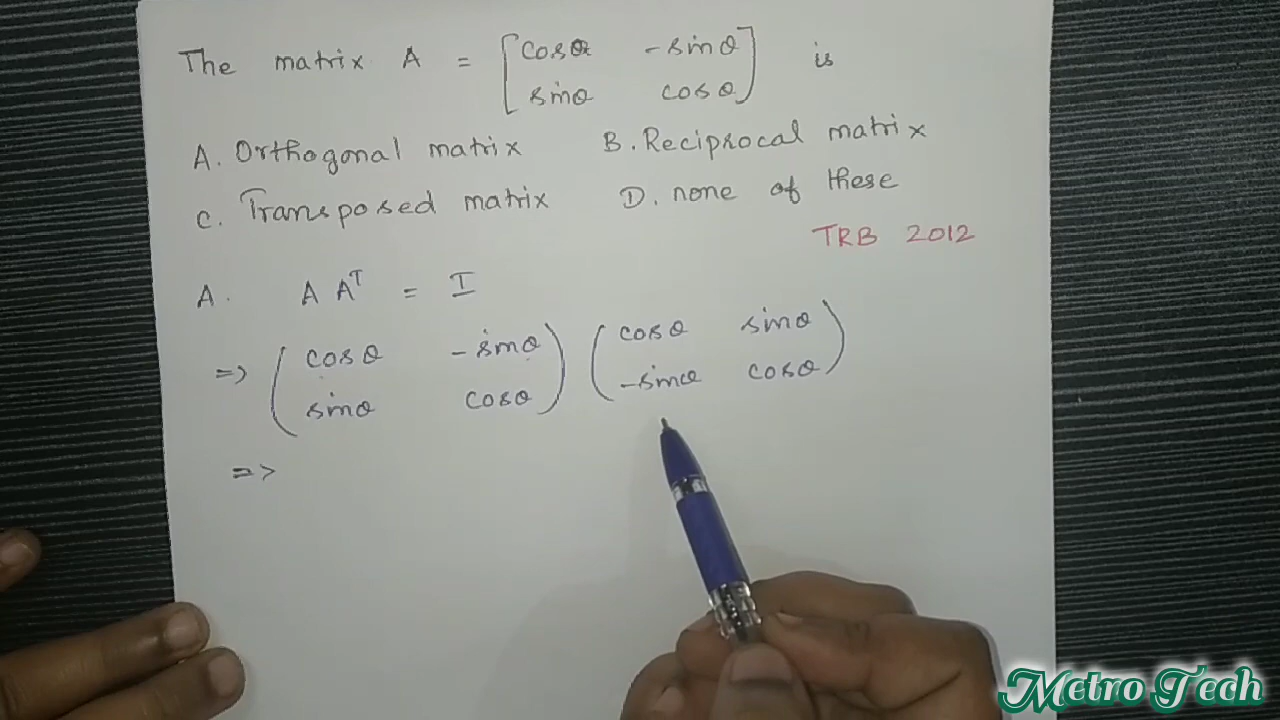 The matrix A = [cosθ -sinθ
sinθ cosθ] is
A. Orthogonal matrix B. Reciprocal matrix
C. Transposed matrix D. none of these
TRB 2012
A. A Aᵀ = I
=> (cosθ -sinθ
sinθ cosθ) (cosθ sinθ
-sinθ cosθ)
=>
Metro Tech